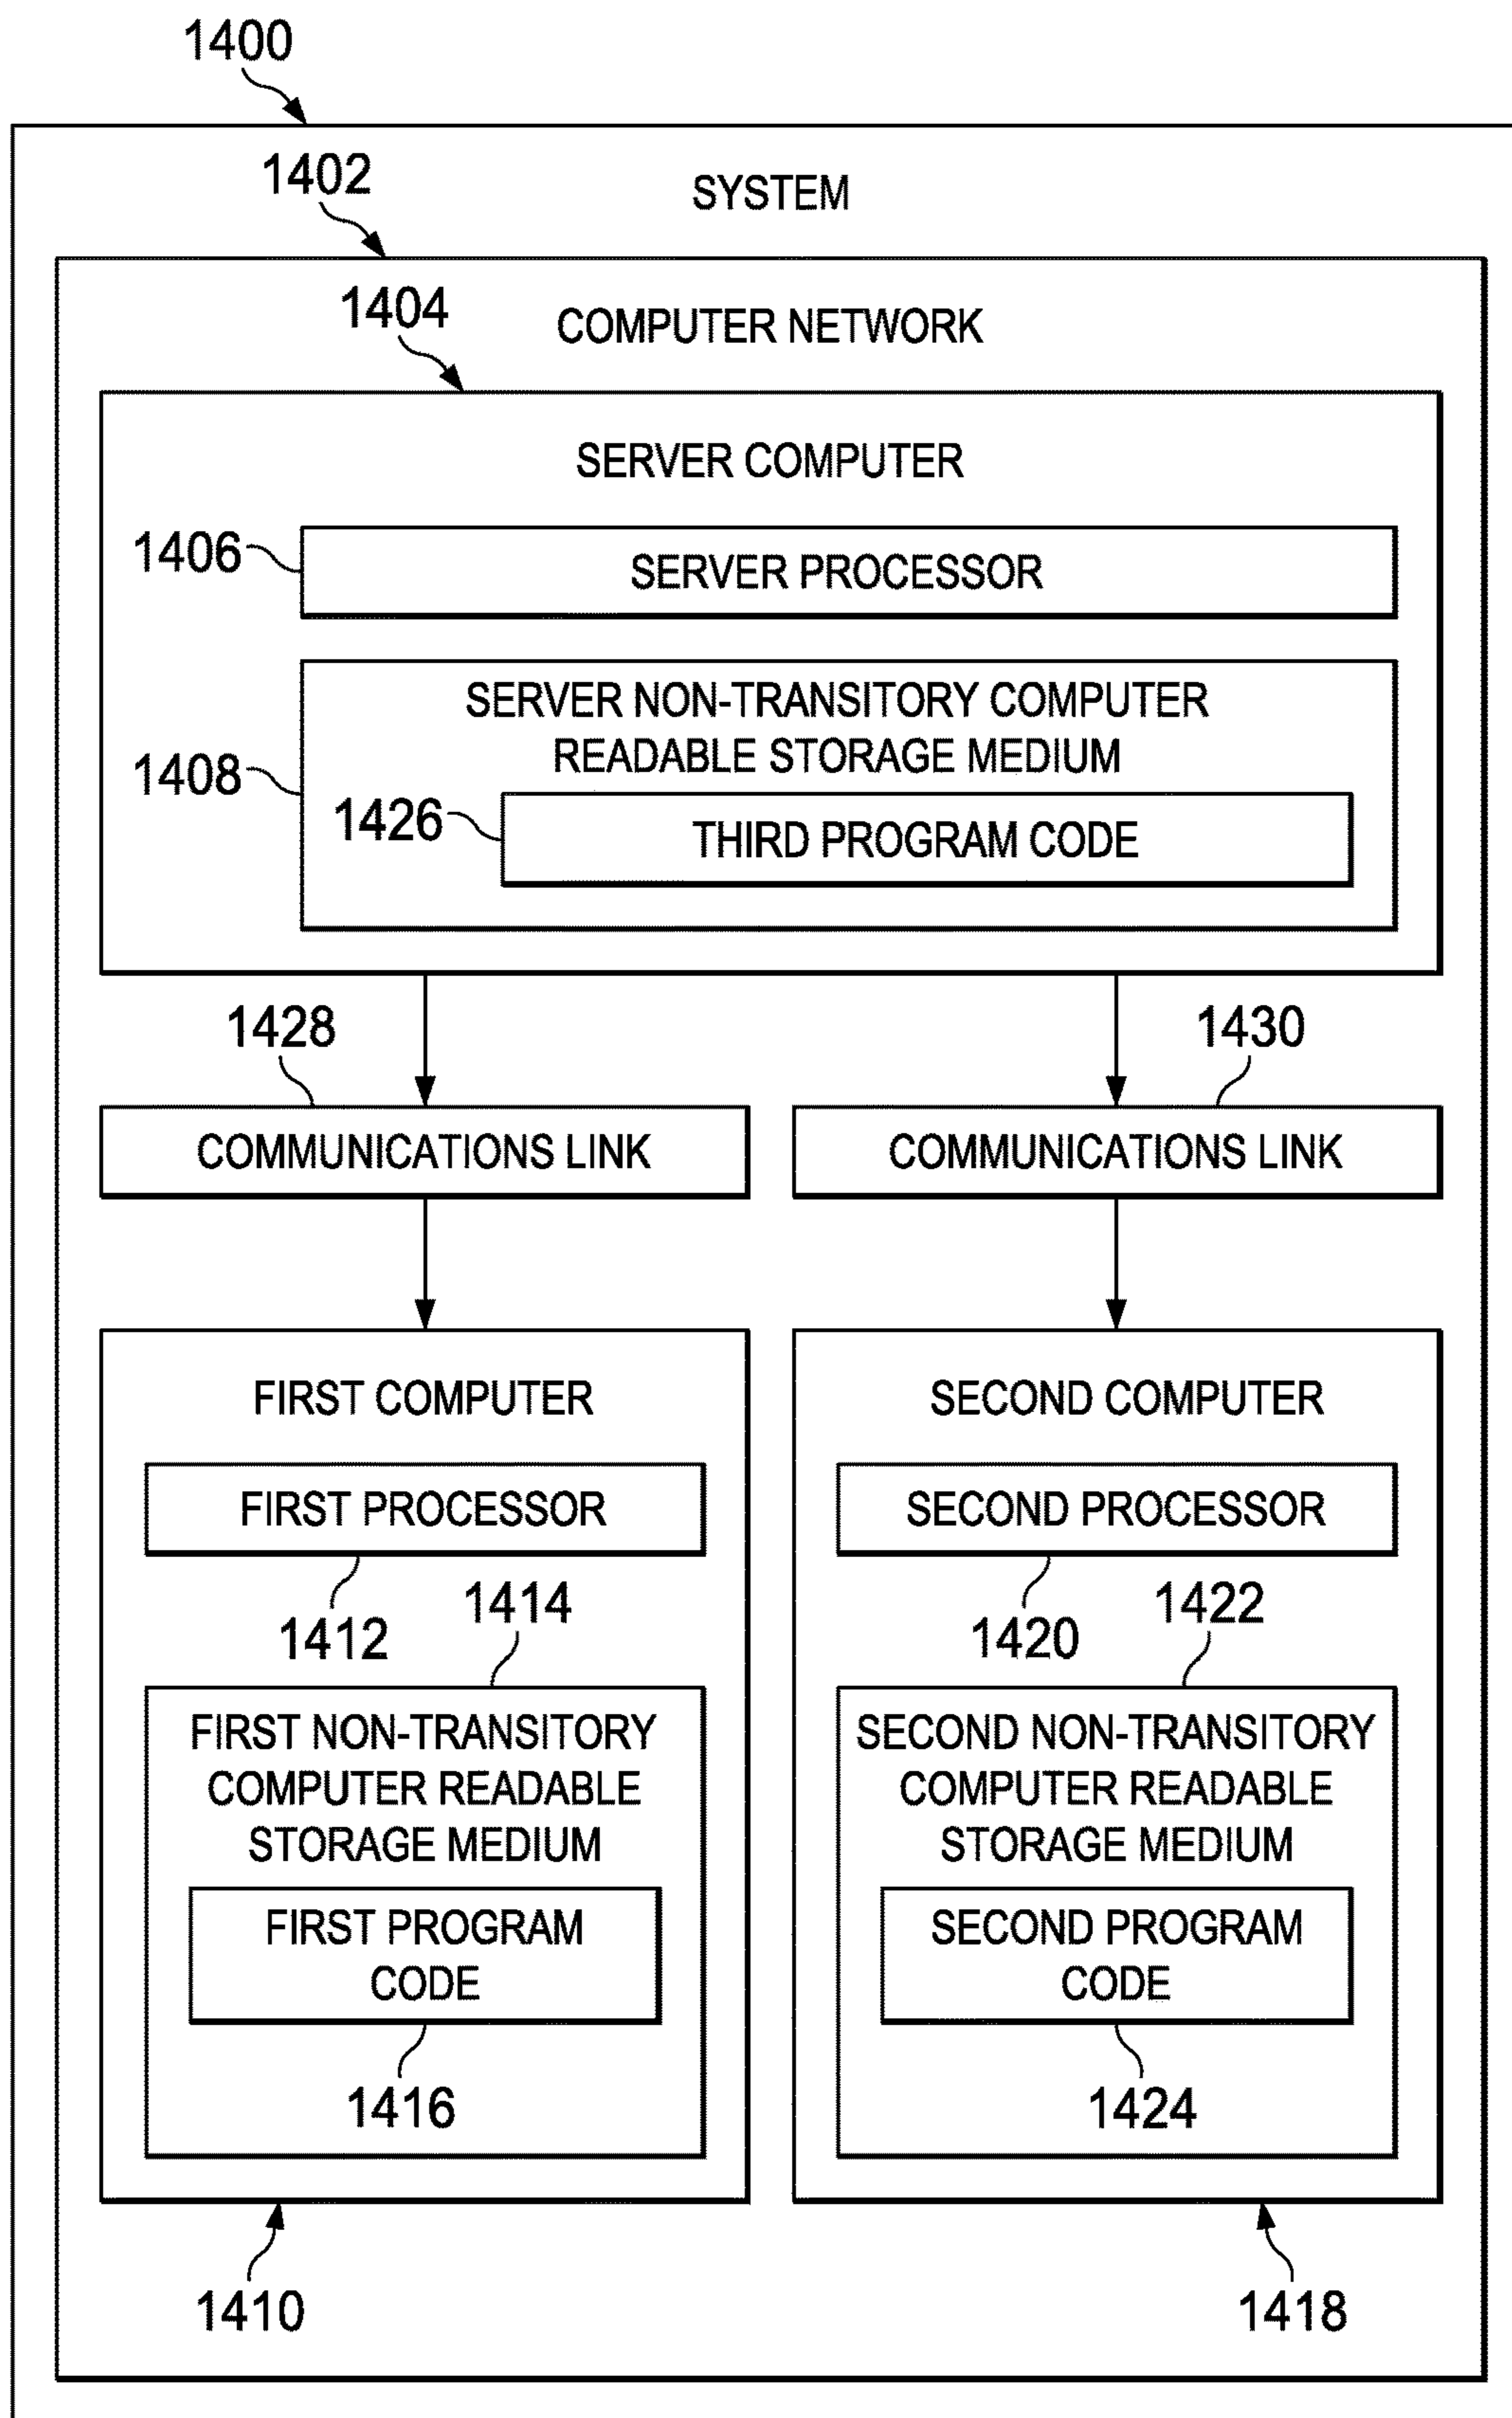 1400
1402
SYSTEM
1404
COMPUTER NETWORK
SERVER COMPUTER
1406
SERVER PROCESSOR
SERVER NON-TRANSITORY COMPUTER
READABLE STORAGE MEDIUM
1408
1426
THIRD PROGRAM CODE
1428
1430
COMMUNICATIONS LINK
COMMUNICATIONS LINK
FIRST COMPUTER
FIRST PROCESSOR
1412
1414
FIRST NON-TRANSITORY
COMPUTER READABLE
STORAGE MEDIUM
FIRST PROGRAM
CODE
1416
1410
SECOND COMPUTER
SECOND PROCESSOR
1420
1422
SECOND NON-TRANSITORY
COMPUTER READABLE
STORAGE MEDIUM
SECOND PROGRAM
CODE
1424
1418